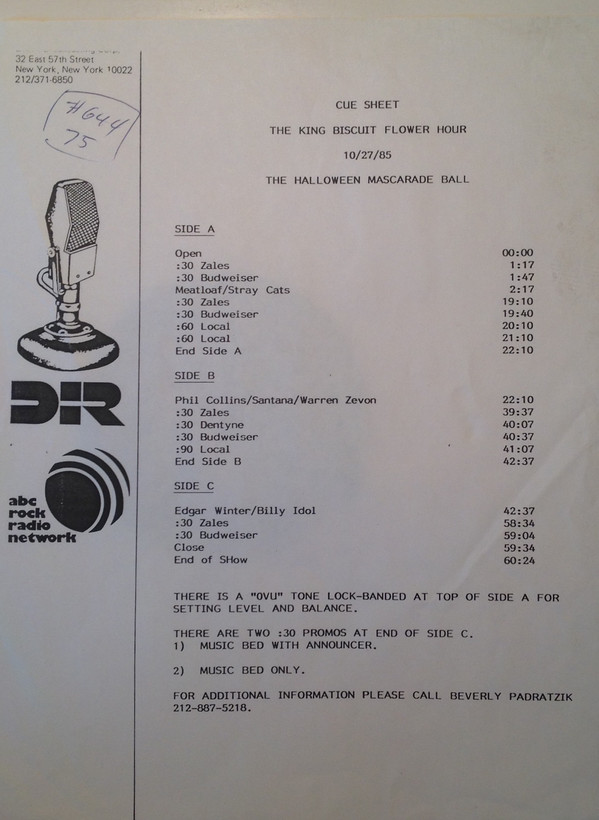 32 East 57th Street
New York, New York 10022
212/371-6850
#644
75
CUE SHEET
THE KING BISCUIT FLOWER HOUR
10/27/85
THE HALLOWEEN MASCARADE BALL
SIDE A
Open 00:00
:30 Zales 1:17
:30 Budweiser 1:47
Meatloaf/Stray Cats 2:17
:30 Zales 19:10
:30 Budweiser 19:40
:60 Local 20:10
:60 Local 21:10
End Side A 22:10
SIDE B
Phil Collins/Santana/Warren Zevon 22:10
:30 Zales 39:37
:30 Dentyne 40:07
:30 Budweiser 40:37
:90 Local 41:07
End Side B 42:37
SIDE C
Edgar Winter/Billy Idol 42:37
:30 Zales 58:34
:30 Budweiser 59:04
Close 59:34
End of SHow 60:24
THERE IS A "0VU" TONE LOCK-BANDED AT TOP OF SIDE A FOR
SETTING LEVEL AND BALANCE.
THERE ARE TWO :30 PROMOS AT END OF SIDE C.
1) MUSIC BED WITH ANNOUNCER.
2) MUSIC BED ONLY.
FOR ADDITIONAL INFORMATION PLEASE CALL BEVERLY PADRATZIK
212-887-5218.
DIR
abc
rock
radio
network